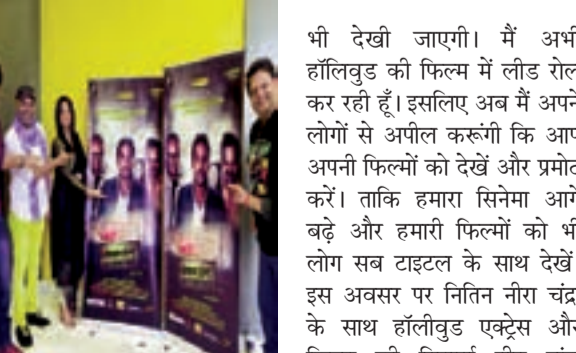 भी देखी जाएगी। मैं अभी
हॉलिवुड की फिल्म में लीड रोल
कर रही हूँ। इसलिए अब मैं अपने
लोगों से अपील करूंगी कि आप
अपनी फिल्मों को देखें और प्रमोट
करें। ताकि हमारा सिनेमा आगे
बढ़े और हमारी फिल्मों को भी
लोग सब टाइटल के साथ देखें।
इस अवसर पर नितिन नीरा चंद्रा
के साथ हॉलीवुड एक्ट्रेस और